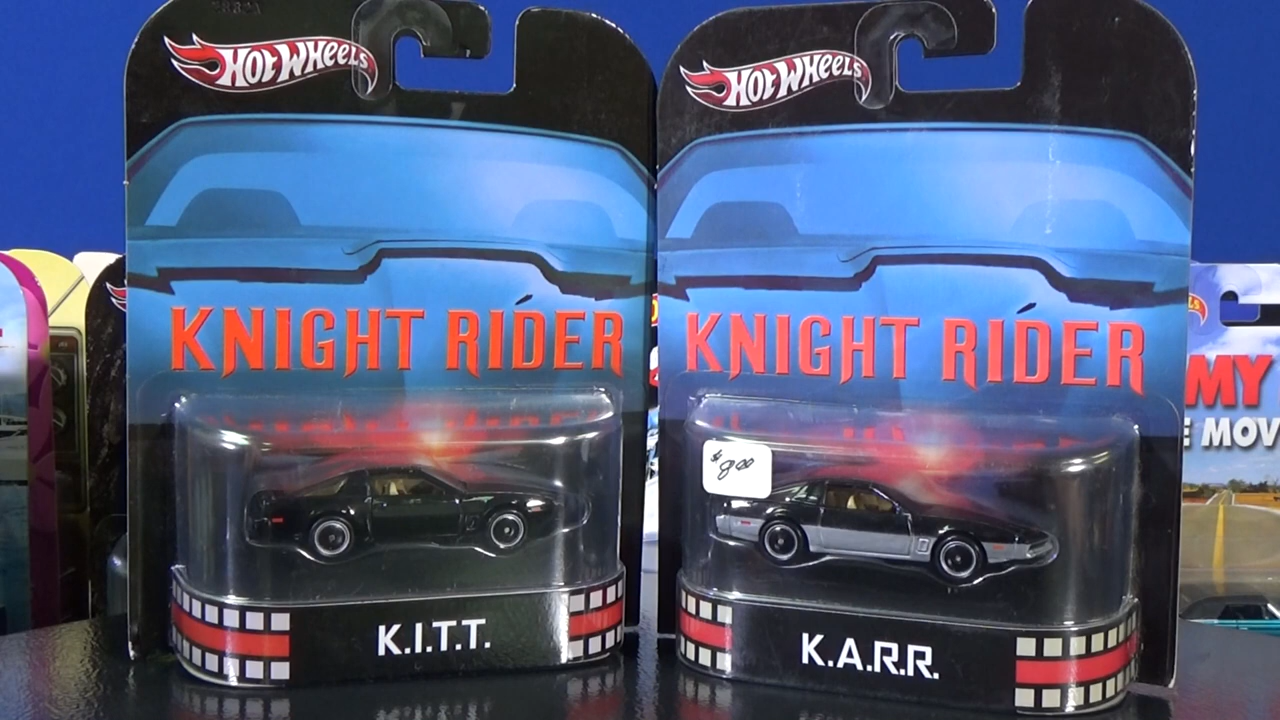 HOT WHEELS
KNIGHT RIDER
K.I.T.T.
HOT WHEELS
KNIGHT RIDER
$8.00
K.A.R.R.
MY
E MOV